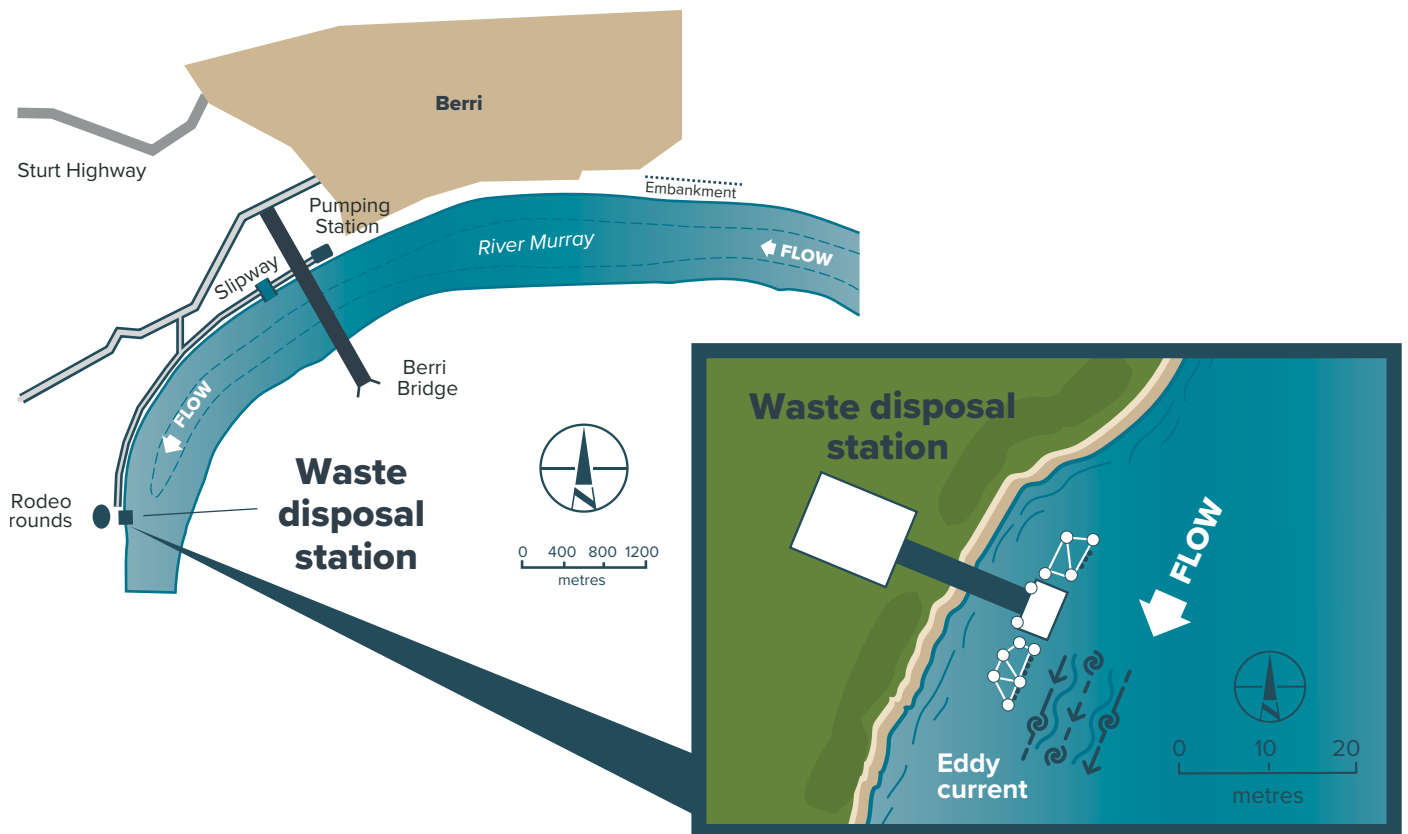 Berri
Sturt Highway
Embankment
Pumping
Station
River Murray
FLOW
Slipway
Berri
Bridge
FLOW
Waste
disposal
station
Rodeo
rounds
N
0 400 800 1200
metres
Waste disposal
station
FLOW
N
Eddy
current
0 10 20
metres